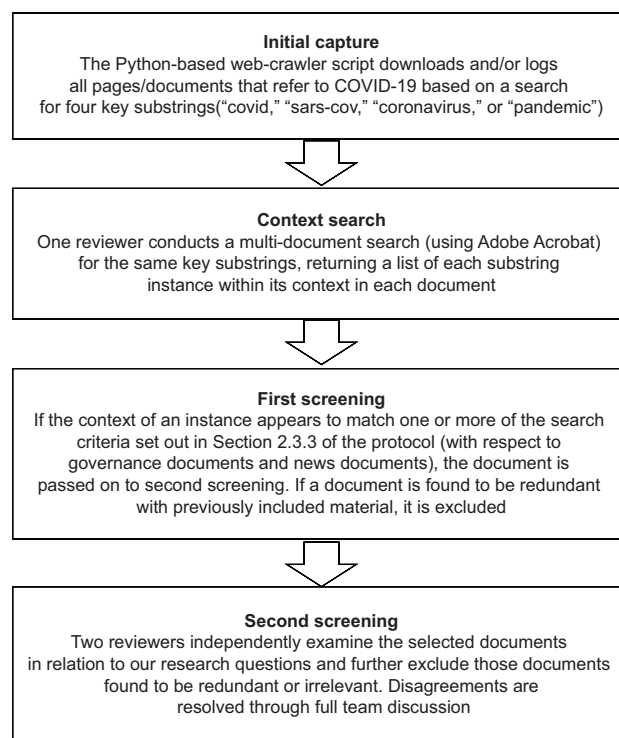 Initial capture
The Python-based web-crawler script downloads and/or logs
all pages/documents that refer to COVID-19 based on a search
for four key substrings(“covid,” “sars-cov,” “coronavirus,” or “pandemic”)
Context search
One reviewer conducts a multi-document search (using Adobe Acrobat)
for the same key substrings, returning a list of each substring
instance within its context in each document
First screening
If the context of an instance appears to match one or more of the search
criteria set out in Section 2.3.3 of the protocol (with respect to
governance documents and news documents), the document is
passed on to second screening. If a document is found to be redundant
with previously included material, it is excluded
Second screening
Two reviewers independently examine the selected documents
in relation to our research questions and further exclude those documents
found to be redundant or irrelevant. Disagreements are
resolved through full team discussion